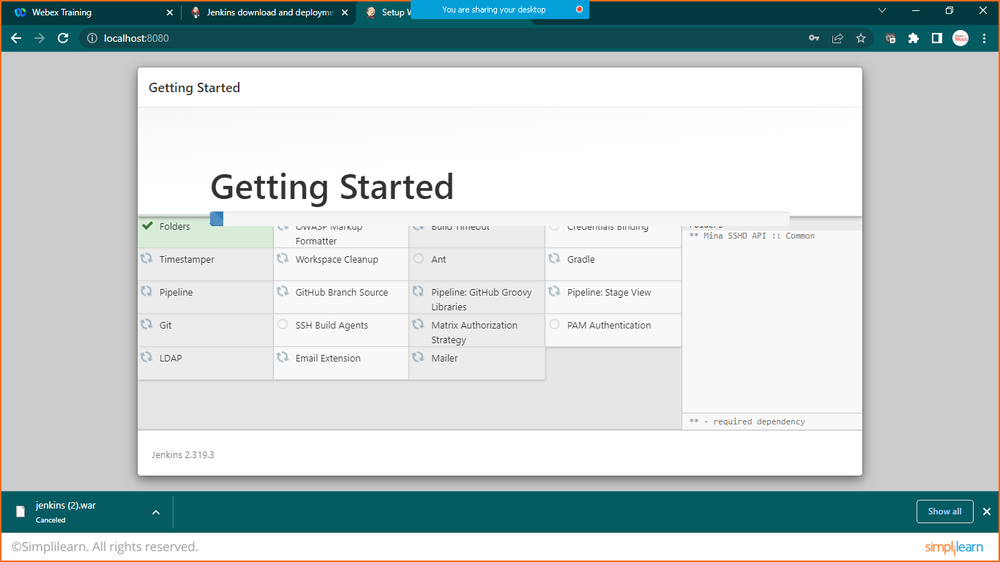 Webex Training
Jenkins download and deployme
Setup W
You are sharing your desktop
localhost:8080
Getting Started
Getting Started
Folders
OWASP Markup
Formatter
Build Timeout
Credentials Binding
Folders
** Mina SSHD API :: Common
Timestamper
Workspace Cleanup
Ant
Gradle
Pipeline
GitHub Branch Source
Pipeline: GitHub Groovy
Libraries
Pipeline: Stage View
Git
SSH Build Agents
Matrix Authorization
Strategy
PAM Authentication
LDAP
Email Extension
Mailer
** - required dependency
Jenkins 2.319.3
jenkins (2).war
Canceled
Show all
©Simplilearn. All rights reserved.
simplilearn